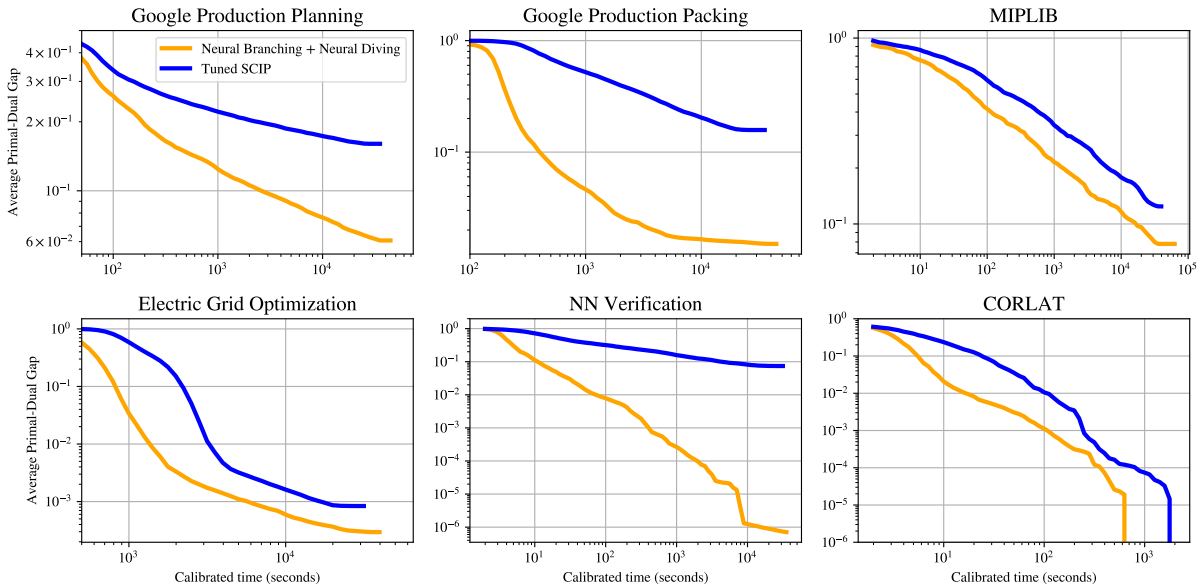 Google Production Planning
Google Production Packing
MIPLIB
Average Primal-Dual Gap
4 × 10⁻¹
3 × 10⁻¹
2 × 10⁻¹
10⁻¹
6 × 10⁻²
10² 10³ 10⁴
Neural Branching + Neural Diving
Tuned SCIP
10⁰
10⁻¹
10² 10³ 10⁴
10⁰
10⁻¹
10¹ 10² 10³ 10⁴ 10⁵
Electric Grid Optimization
NN Verification
CORLAT
Average Primal-Dual Gap
10⁰
10⁻¹
10⁻²
10⁻³
10³ 10⁴
Calibrated time (seconds)
10⁰
10⁻¹
10⁻²
10⁻³
10⁻⁴
10⁻⁵
10⁻⁶
10¹ 10² 10³ 10⁴
Calibrated time (seconds)
10⁰
10⁻¹
10⁻²
10⁻³
10⁻⁴
10⁻⁵
10⁻⁶
10¹ 10² 10³
Calibrated time (seconds)